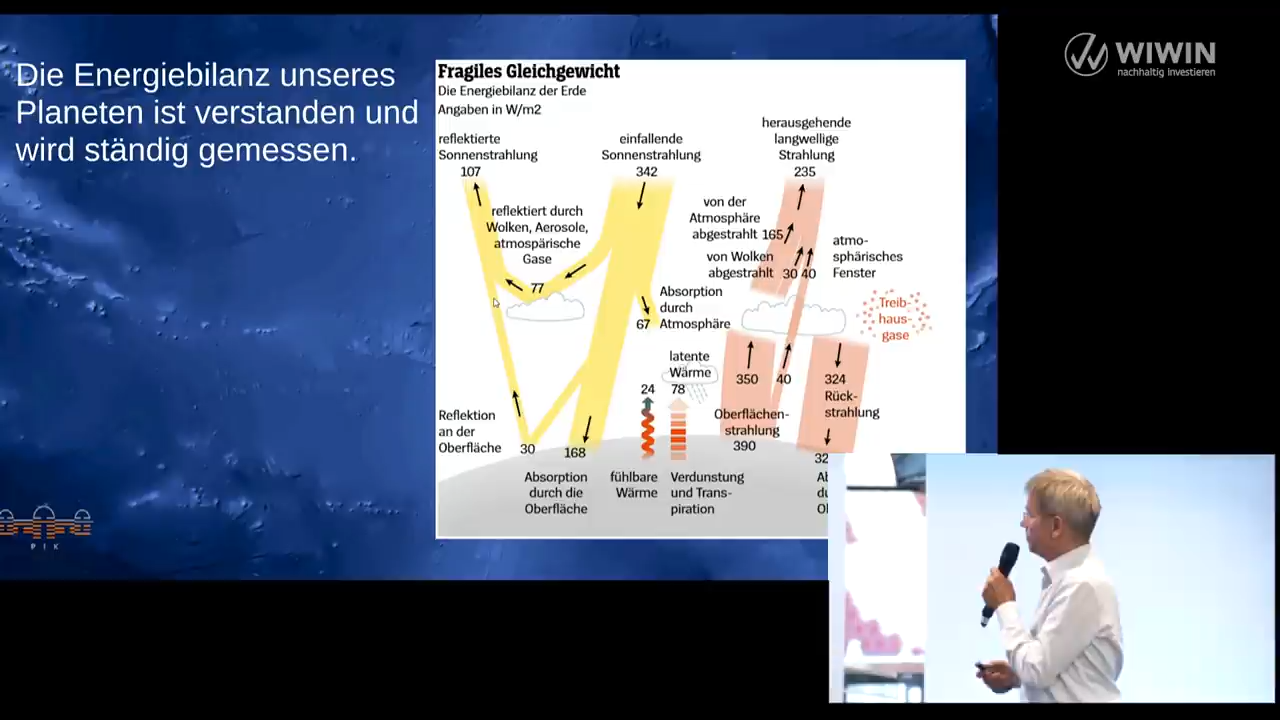 Die Energiebilanz unseres
Planeten ist verstanden und
wird ständig gemessen.
WIWIN
nachhaltig investieren
Fragiles Gleichgewicht
Die Energiebilanz der Erde
Angaben in W/m2
reflektierte
Sonnenstrahlung
107
einfallende
Sonnenstrahlung
342
herausgehende
langwellige
Strahlung
235
reflektiert durch
Wolken, Aerosole,
atmospärische
Gase
77
von der
Atmosphäre
abgestrahlt 165
von Wolken
abgestrahlt 30 40
atmo-
sphärisches
Fenster
Absorption
durch
67 Atmosphäre
Treib-
haus-
gase
latente
Wärme
24 78
350 40
324
Rück-
strahlung
Oberflächen-
strahlung
390
Reflektion
an der
Oberfläche
30
168
Absorption
durch die
Oberfläche
fühlbare
Wärme
Verdunstung
und Trans-
piration
PIK